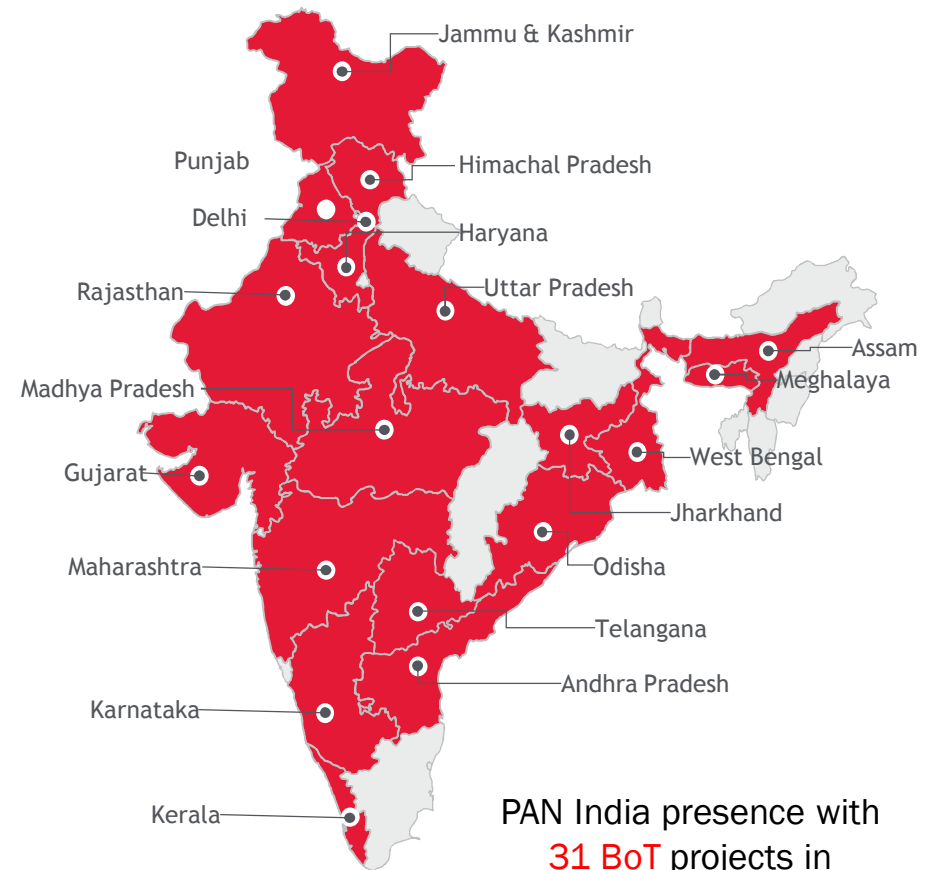 Jammu & Kashmir
Punjab
Himachal Pradesh
Delhi
Haryana
Rajasthan
Uttar Pradesh
Assam
Madhya Pradesh
Meghalaya
West Bengal
Gujarat
Jharkhand
Maharashtra
Odisha
Telangana
Andhra Pradesh
Karnataka
Kerala
PAN India presence with
31 BoT projects in